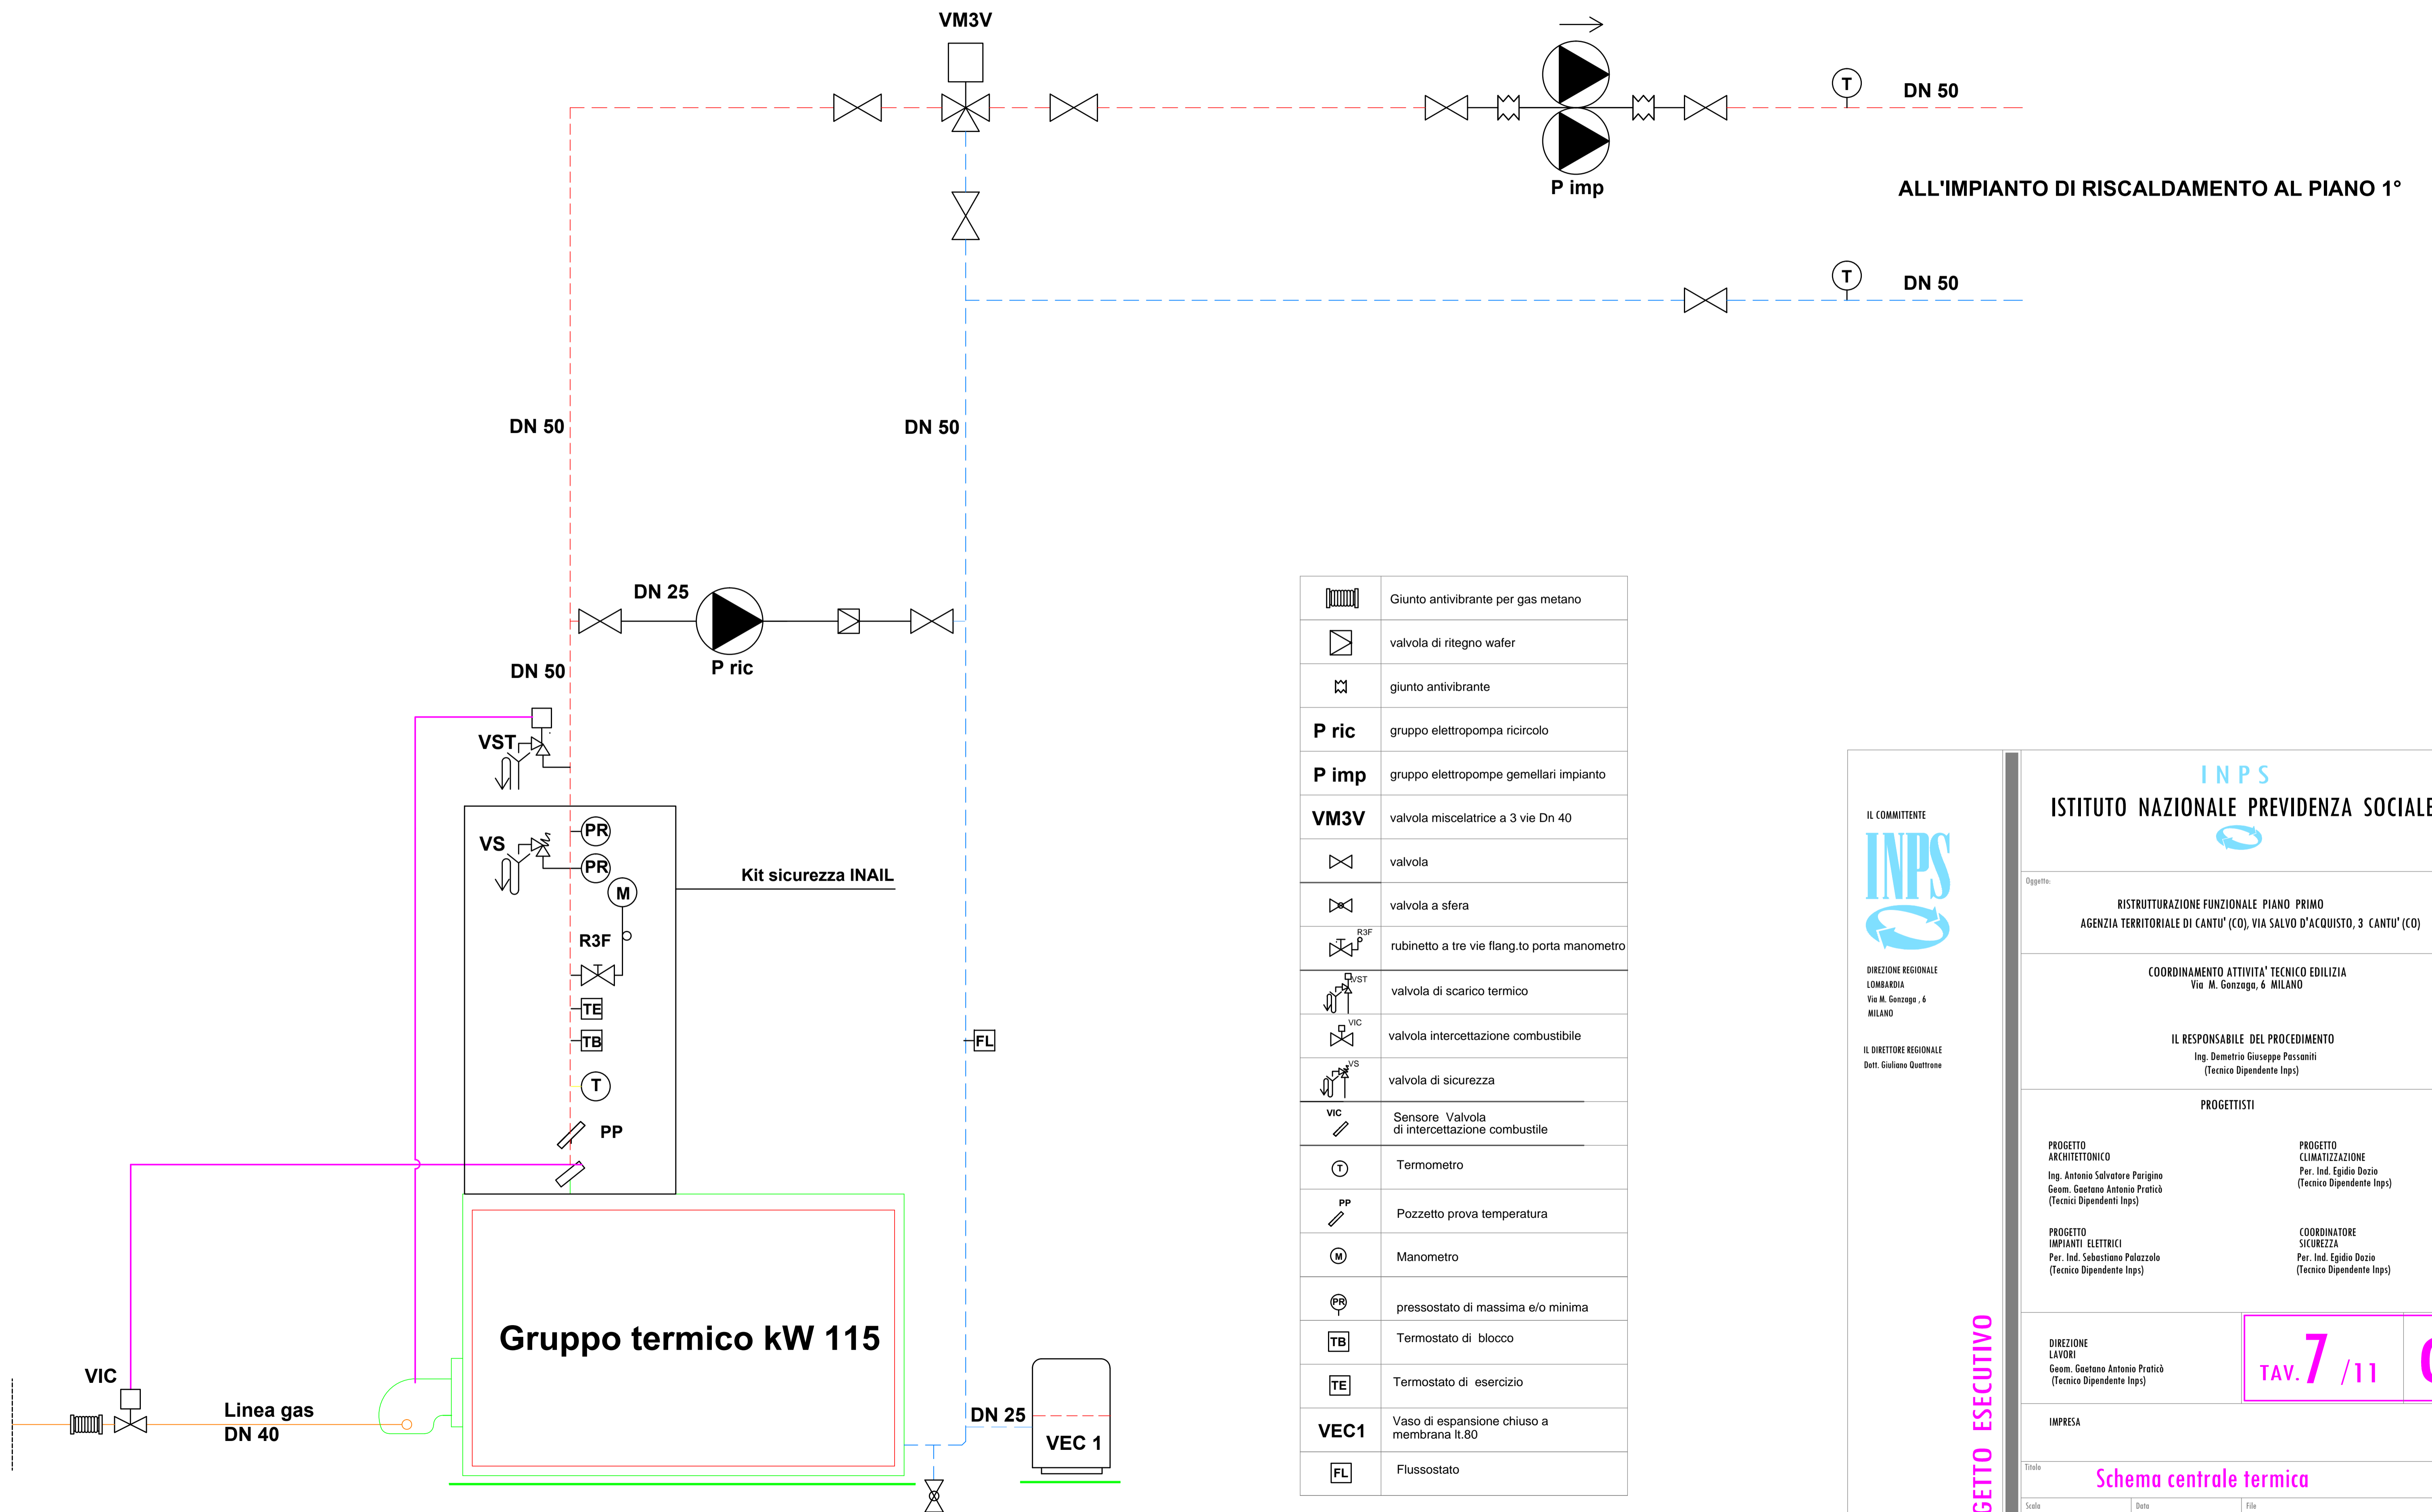 VM3V
T
DN 50
P imp
ALL'IMPIANTO DI RISCALDAMENTO AL PIANO 1°
T
DN 50
DN 50
DN 50
DN 25
P ric
DN 50
VST
PR
VS
PR
M
Kit sicurezza INAIL
R3F
TE
TB
FL
T
PP
Gruppo termico kW 115
VIC
Linea gas
DN 40
DN 25
VEC 1
Giunto antivibrante per gas metano
valvola di ritegno wafer
giunto antivibrante
P ric gruppo elettropompa ricircolo
P imp gruppo elettropompe gemellari impianto
VM3V valvola miscelatrice a 3 vie Dn 40
valvola
valvola a sfera
R3F rubinetto a tre vie flang.to porta manometro
VST valvola di scarico termico
VIC valvola intercettazione combustibile
VS valvola di sicurezza
VIC Sensore Valvola
di intercettazione combustile
T Termometro
PP Pozzetto prova temperatura
M Manometro
PR pressostato di massima e/o minima
TB Termostato di blocco
TE Termostato di esercizio
VEC1 Vaso di espansione chiuso a
membrana lt.80
FL Flussostato
IL COMMITTENTE
INPS
DIREZIONE REGIONALE
LOMBARDIA
Via M. Gonzaga , 6
MILANO
IL DIRETTORE REGIONALE
Dott. Giuliano Quattrone
GETTO ESECUTIVO
INPS
ISTITUTO NAZIONALE PREVIDENZA SOCIALE
Oggetto:
RISTRUTTURAZIONE FUNZIONALE PIANO PRIMO
AGENZIA TERRITORIALE DI CANTU' (CO), VIA SALVO D'ACQUISTO, 3 CANTU' (CO)
COORDINAMENTO ATTIVITA' TECNICO EDILIZIA
Via M. Gonzaga, 6 MILANO
IL RESPONSABILE DEL PROCEDIMENTO
Ing. Demetrio Giuseppe Passaniti
(Tecnico Dipendente Inps)
PROGETTISTI
PROGETTO
ARCHITETTONICO
Ing. Antonio Salvatore Parigino
Geom. Gaetano Antonio Praticò
(Tecnici Dipendenti Inps)
PROGETTO
CLIMATIZZAZIONE
Per. Ind. Egidio Dozio
(Tecnico Dipendente Inps)
PROGETTO
IMPIANTI ELETTRICI
Per. Ind. Sebastiano Palazzolo
(Tecnico Dipendente Inps)
COORDINATORE
SICUREZZA
Per. Ind. Egidio Dozio
(Tecnico Dipendente Inps)
DIREZIONE
LAVORI
Geom. Gaetano Antonio Praticò
(Tecnico Dipendente Inps)
TAV. 7 /11
IMPRESA
Titolo
Schema centrale termica
Scala Data File